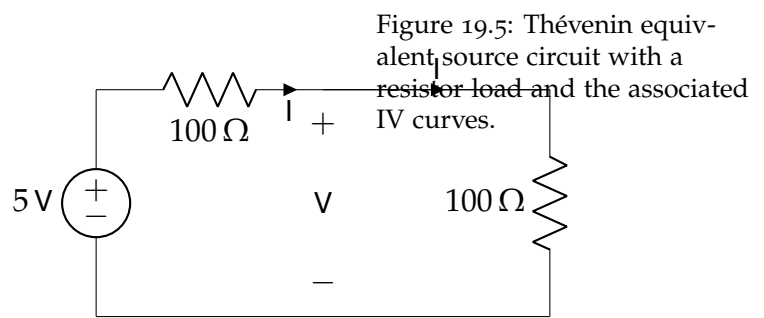 Figure 19.5: Thévenin equiv-
alent source circuit with a
resistor load and the associated
IV curves.
I
I
100 Ω
+
5 V
+
−
V
100 Ω
−